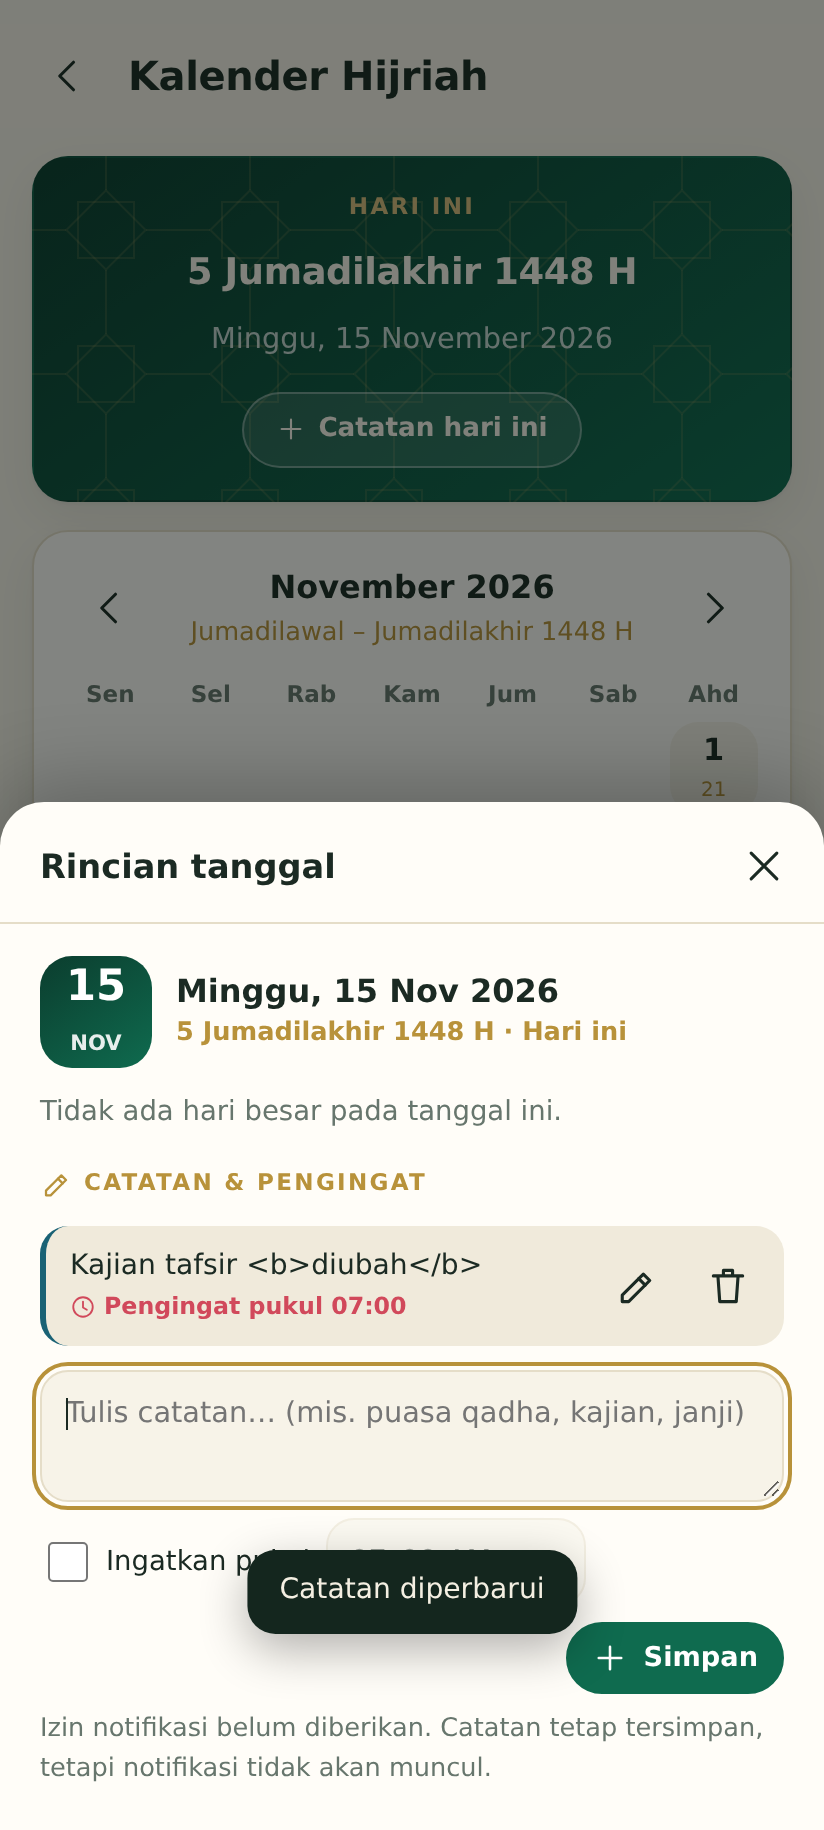 Kalender Hijriah
HARI INI
5 Jumadilakhir 1448 H
Minggu, 15 November 2026
Catatan hari ini
November 2026
Jumadilawal – Jumadilakhir 1448 H
Sen Sel Rab Kam Jum Sab Ahd
1
21
Rincian tanggal
15
NOV
Minggu, 15 Nov 2026
5 Jumadilakhir 1448 H · Hari ini
Tidak ada hari besar pada tanggal ini.
CATATAN & PENGINGAT
Kajian tafsir <b>diubah</b>
Pengingat pukul 07:00
Tulis catatan... (mis. puasa qadha, kajian, janji)
Ingatkan
Catatan diperbarui
Simpan
Izin notifikasi belum diberikan. Catatan tetap tersimpan,
tetapi notifikasi tidak akan muncul.